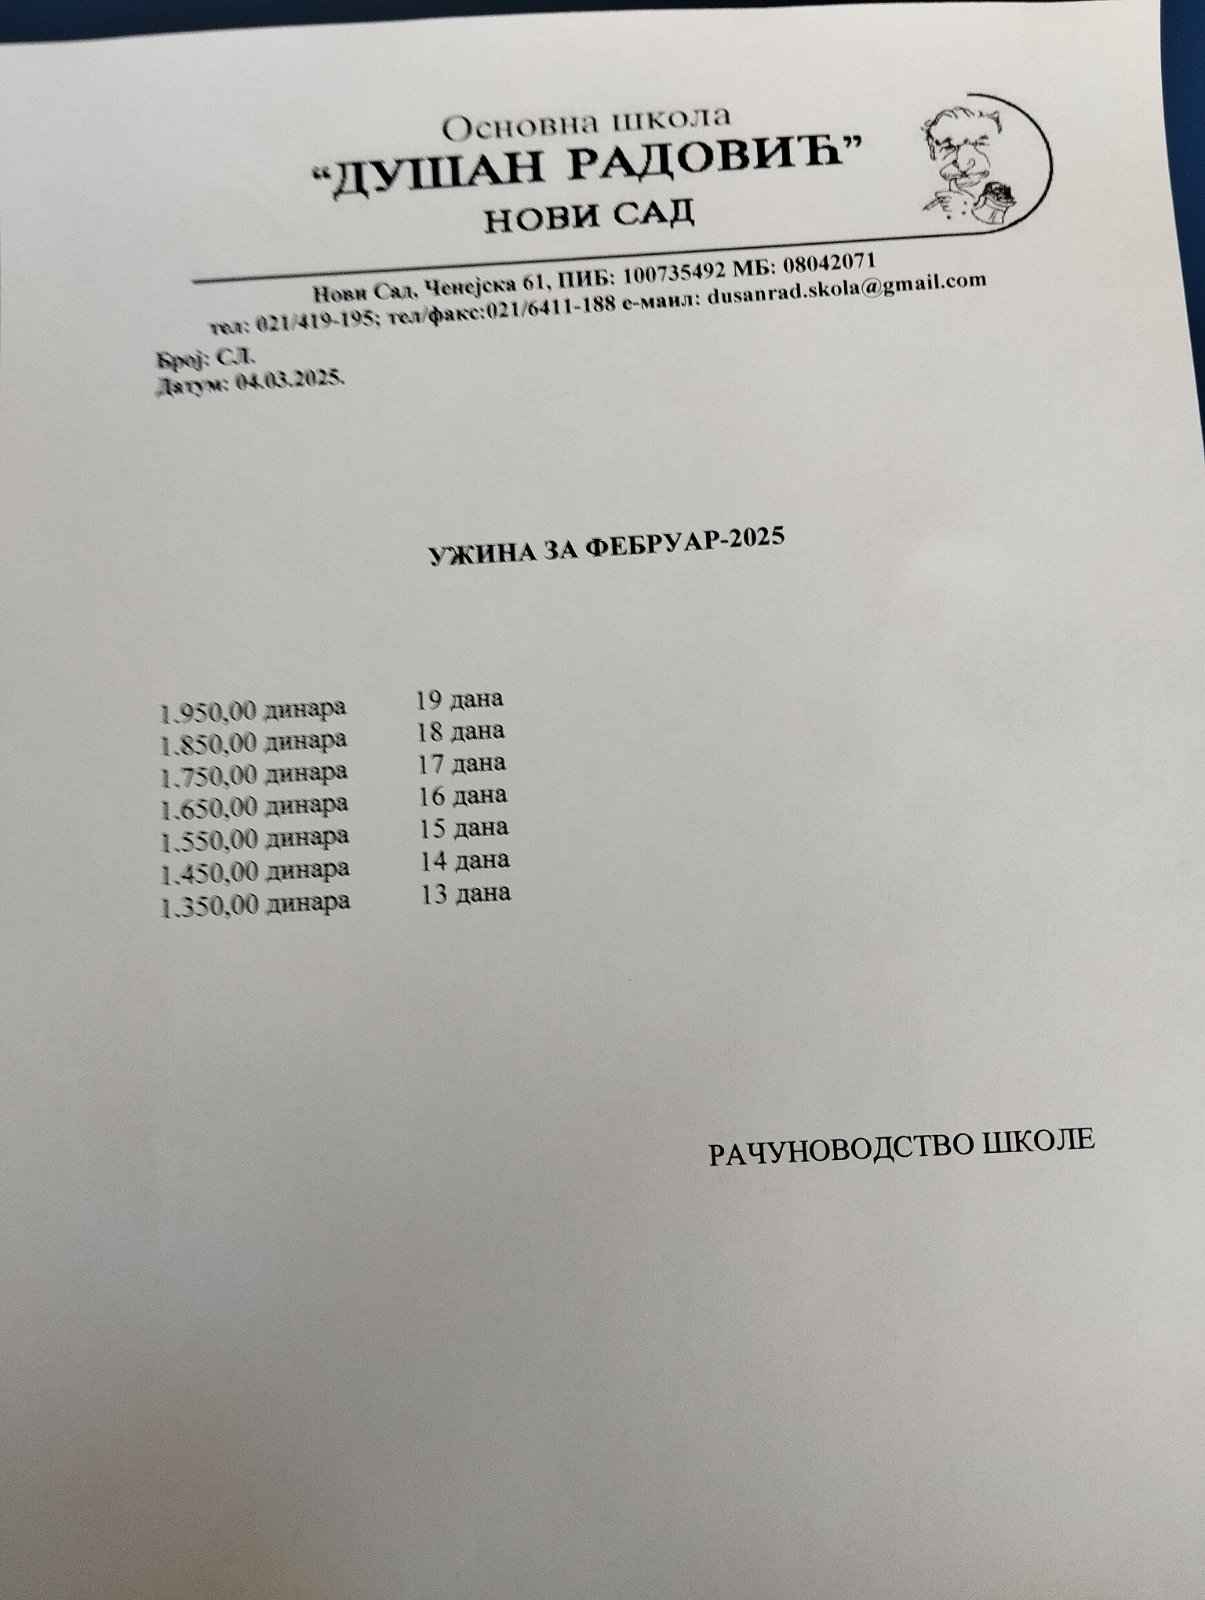 Основна школа
“ДУШАН РАДОВИЋ”
НОВИ САД
Нови Сад, Ченејска 61, ПИБ: 100735492 МБ: 08042071
тел: 021/419-195; тел/факс:021/6411-188 е-маил: dusanrad.skola@gmail.com
Број: СЛ.
Датум: 04.03.2025.
УЖИНА ЗА ФЕБРУАР-2025
1.950,00 динара 19 дана
1.850,00 динара 18 дана
1.750,00 динара 17 дана
1.650,00 динара 16 дана
1.550,00 динара 15 дана
1.450,00 динара 14 дана
1.350,00 динара 13 дана
РАЧУНОВОДСТВО ШКОЛЕ